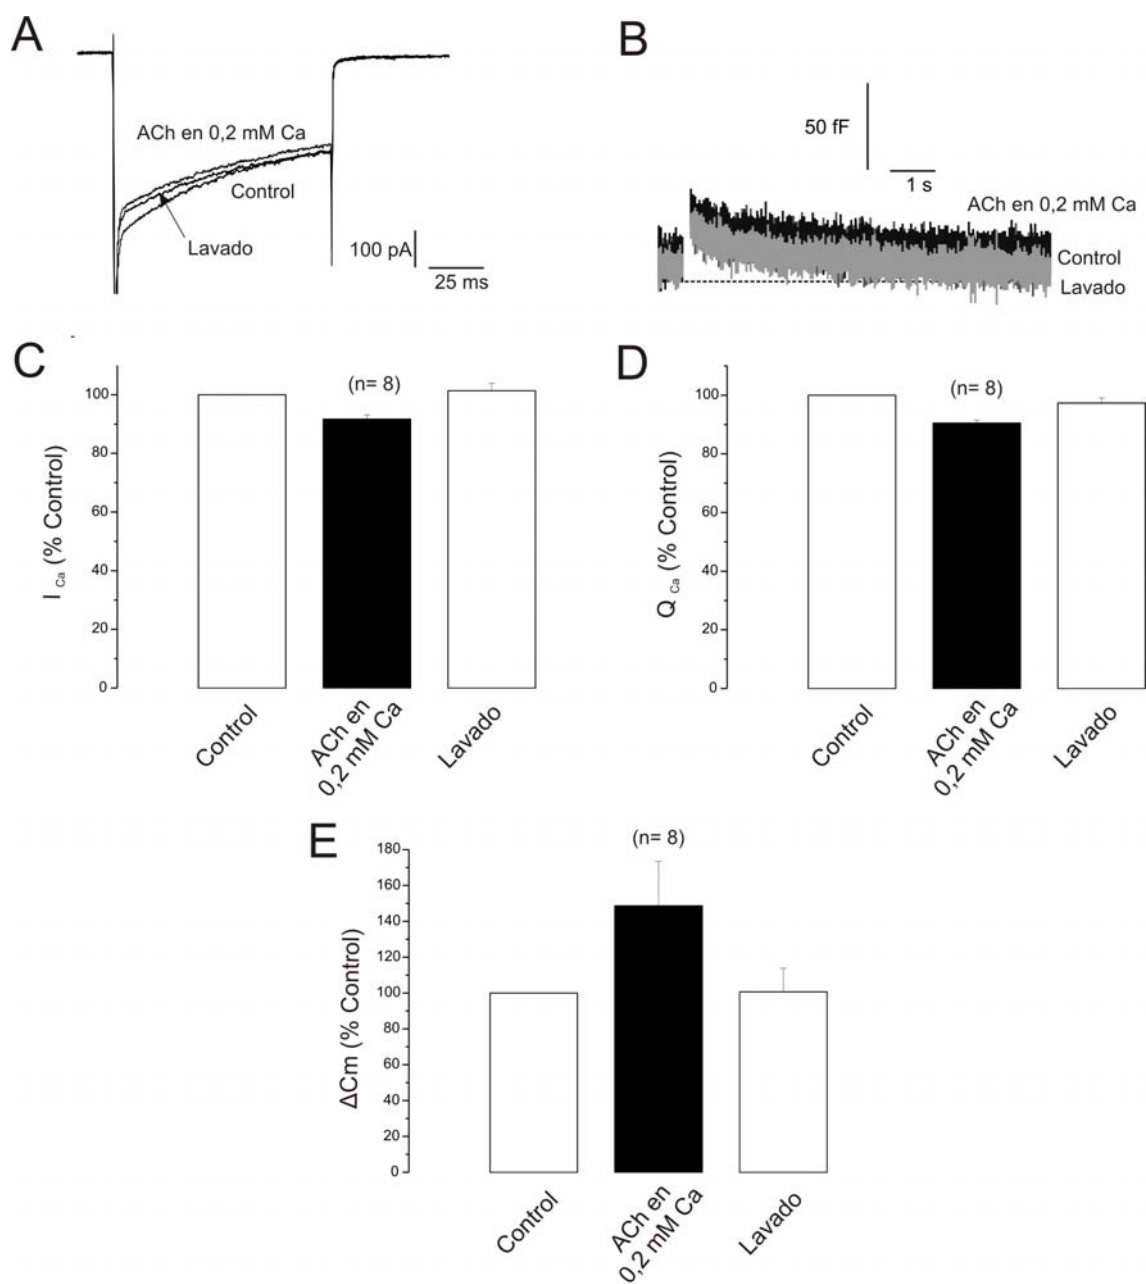 A
ACh en 0,2 mM Ca
Control
Lavado
100 pA
25 ms
B
50 fF
1 s
ACh en 0,2 mM Ca
Control
Lavado
C
(n= 8)
I Ca (% Control)
100
80
60
40
20
0
Control
ACh en
0,2 mM Ca
Lavado
D
(n= 8)
Q Ca (% Control)
100
80
60
40
20
0
Control
ACh en
0,2 mM Ca
Lavado
E
(n= 8)
ΔCm (% Control)
180
160
140
120
100
80
60
40
20
0
Control
ACh en
0,2 mM Ca
Lavado